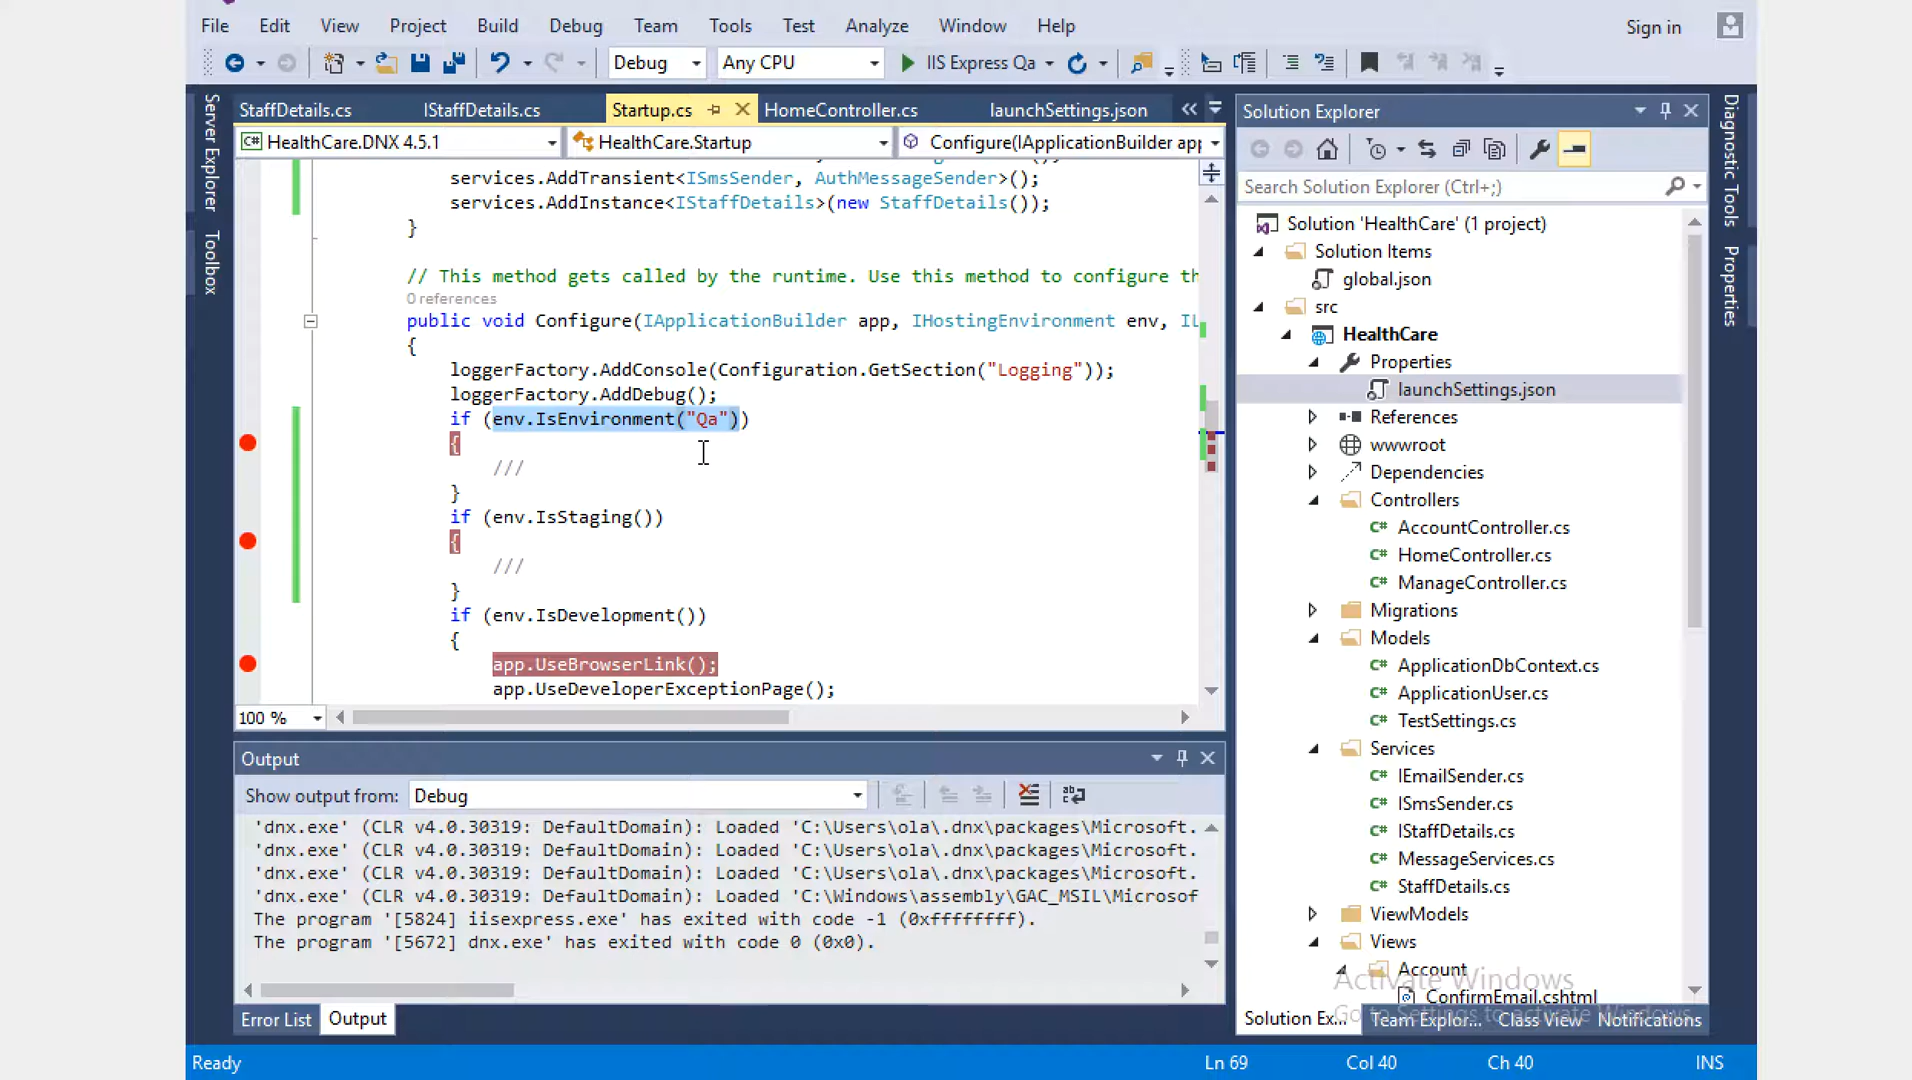 File Edit View Project Build Debug Team Tools Test Analyze Window Help Sign in
Debug Any CPU IIS Express Qa
StaffDetails.cs IStaffDetails.cs Startup.cs HomeController.cs launchSettings.json
HealthCare.DNX 4.5.1 HealthCare.Startup Configure(IApplicationBuilder app
Server Explorer
Toolbox
services.AddTransient<ISmsSender, AuthMessageSender>();
services.AddInstance<IStaffDetails>(new StaffDetails());
}
// This method gets called by the runtime. Use this method to configure th
0 references
public void Configure(IApplicationBuilder app, IHostingEnvironment env, IL
{
loggerFactory.AddConsole(Configuration.GetSection("Logging"));
loggerFactory.AddDebug();
if (env.IsEnvironment("Qa"))
{
///
}
if (env.IsStaging())
{
///
}
if (env.IsDevelopment())
{
app.UseBrowserLink();
app.UseDeveloperExceptionPage();
100 %
Output
Show output from: Debug
'dnx.exe' (CLR v4.0.30319: DefaultDomain): Loaded 'C:\Users\ola\.dnx\packages\Microsoft.
'dnx.exe' (CLR v4.0.30319: DefaultDomain): Loaded 'C:\Users\ola\.dnx\packages\Microsoft.
'dnx.exe' (CLR v4.0.30319: DefaultDomain): Loaded 'C:\Users\ola\.dnx\packages\Microsoft.
'dnx.exe' (CLR v4.0.30319: DefaultDomain): Loaded 'C:\Windows\assembly\GAC_MSIL\Microsof
The program '[5824] iisexpress.exe' has exited with code -1 (0xffffffff).
The program '[5672] dnx.exe' has exited with code 0 (0x0).
Error List Output
Solution Explorer
Search Solution Explorer (Ctrl+;)
Solution 'HealthCare' (1 project)
Solution Items
global.json
src
HealthCare
Properties
launchSettings.json
References
wwwroot
Dependencies
Controllers
AccountController.cs
HomeController.cs
ManageController.cs
Migrations
Models
ApplicationDbContext.cs
ApplicationUser.cs
TestSettings.cs
Services
IEmailSender.cs
ISmsSender.cs
IStaffDetails.cs
MessageServices.cs
StaffDetails.cs
ViewModels
Views
Account
ConfirmEmail.cshtml
Activate Windows
Go to Settings to activate Windows.
Solution Ex... Team Explor... Class View Notifications
Diagnostic Tools
Properties
Ready Ln 69 Col 40 Ch 40 INS